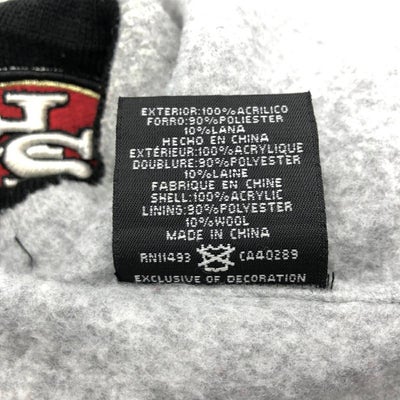 EXTERIOR:100%ACRILICO
FORRO:90%POLIESTER
10%LANA
HECHO EN CHINA
EXTÉRIEUR:100%ACRYLIQUE
DOUBLURE:90%POLYESTER
10%LAINE
FABRIQUE EN CHINE
SHELL:100%ACRYLIC
LINING:90%POLYESTER
10%WOOL
MADE IN CHINA
RN11493 CA40289
EXCLUSIVE OF DECORATION